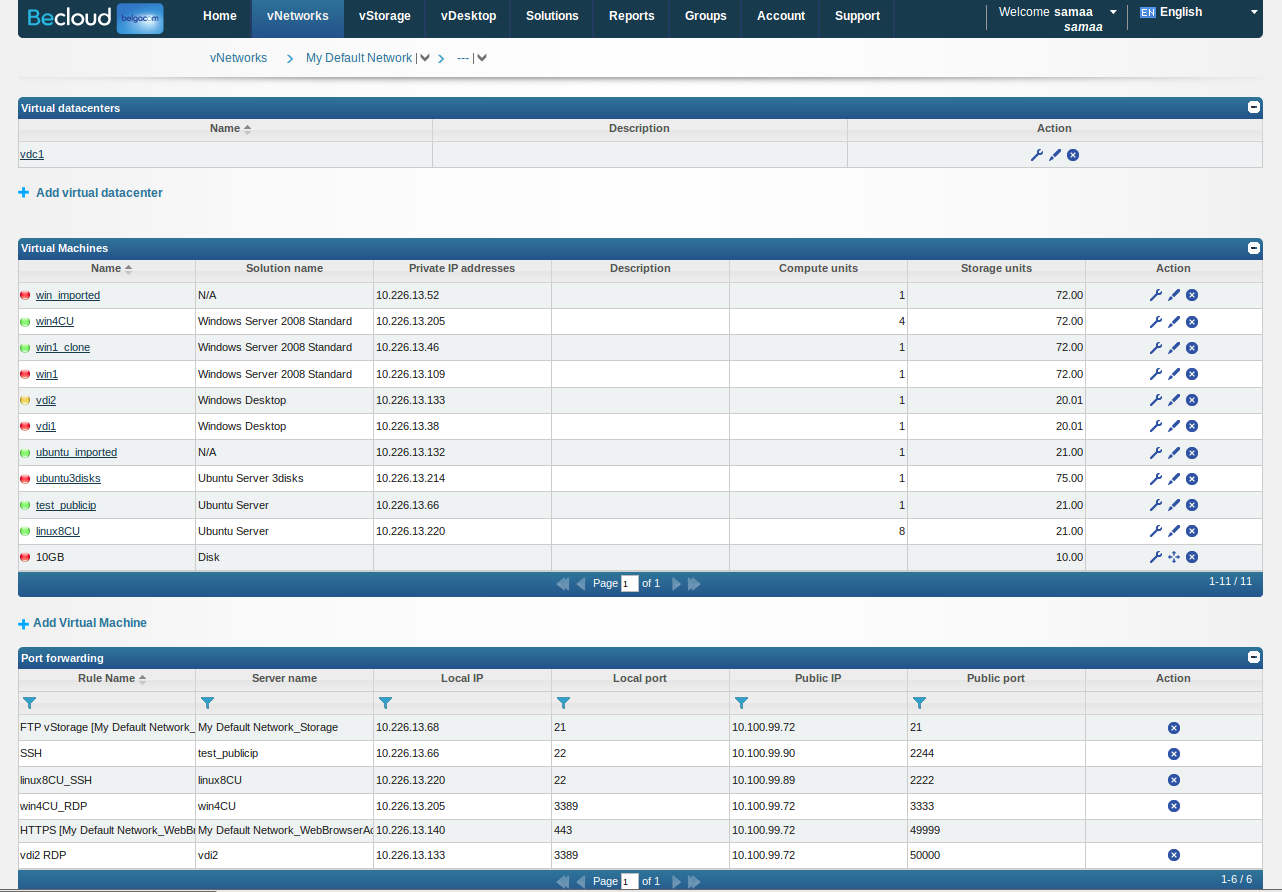 Becloud belgacom Home vNetworks vStorage vDesktop Solutions Reports Groups Account Support Welcome samaa EN English
samaa
vNetworks My Default Network | --- |
Virtual datacenters
Name Description Action
vdc1
Add virtual datacenter
Virtual Machines
Name Solution name Private IP addresses Description Compute units Storage units Action
win_imported N/A 10.226.13.52 1 72.00
win4CU Windows Server 2008 Standard 10.226.13.205 4 72.00
win1_clone Windows Server 2008 Standard 10.226.13.46 1 72.00
win1 Windows Server 2008 Standard 10.226.13.109 1 72.00
vdi2 Windows Desktop 10.226.13.133 1 20.01
vdi1 Windows Desktop 10.226.13.38 1 20.01
ubuntu_imported N/A 10.226.13.132 1 21.00
ubuntu3disks Ubuntu Server 3disks 10.226.13.214 1 75.00
test_publicip Ubuntu Server 10.226.13.66 1 21.00
linux8CU Ubuntu Server 10.226.13.220 8 21.00
10GB Disk 10.00
Page 1 of 1 1-11 / 11
Add Virtual Machine
Port forwarding
Rule Name Server name Local IP Local port Public IP Public port Action
FTP vStorage [My Default Network_ My Default Network_Storage 10.226.13.68 21 10.100.99.72 21
SSH test_publicip 10.226.13.66 22 10.100.99.90 2244
linux8CU_SSH linux8CU 10.226.13.220 22 10.100.99.89 2222
win4CU_RDP win4CU 10.226.13.205 3389 10.100.99.72 3333
HTTPS [My Default Network_WebBr My Default Network_WebBrowserAc 10.226.13.140 443 10.100.99.72 49999
vdi2 RDP vdi2 10.226.13.133 3389 10.100.99.72 50000
Page 1 of 1 1-6 / 6